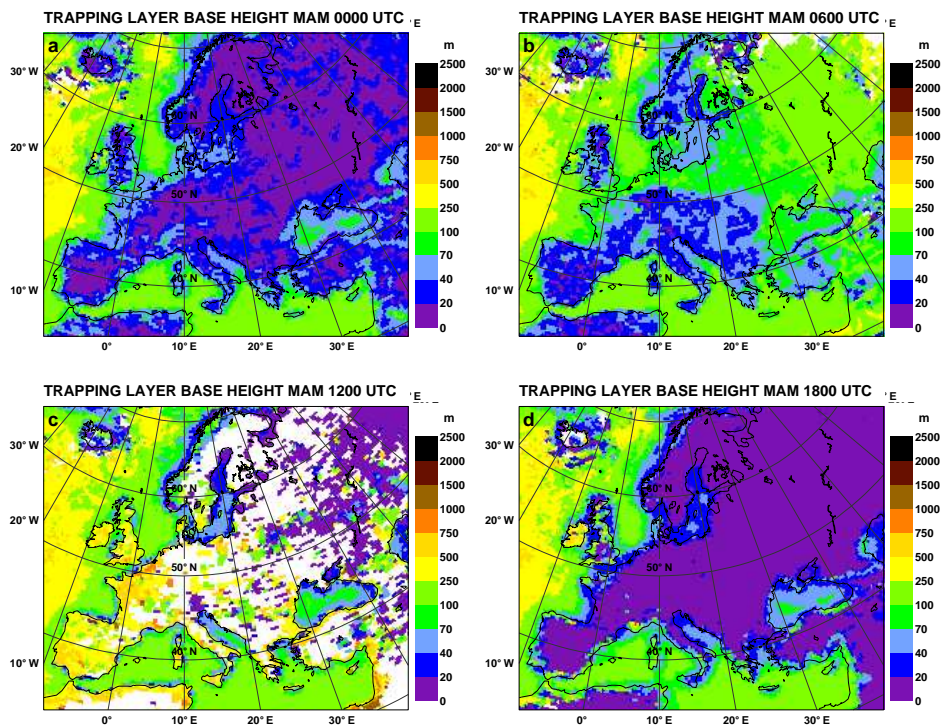 TRAPPING LAYER BASE HEIGHT MAM 0000 UTC ° E
a
m
2500
2000
1500
1000
750
500
250
100
70
40
20
0
30° W
20° W
10° W
60° N
50° N
40° N
0°
10° E
20° E
30° E
TRAPPING LAYER BASE HEIGHT MAM 0600 UTC ° E
b
m
2500
2000
1500
1000
750
500
250
100
70
40
20
0
30° W
20° W
10° W
60° N
50° N
40° N
0°
10° E
20° E
30° E
TRAPPING LAYER BASE HEIGHT MAM 1200 UTC ° E
c
m
2500
2000
1500
1000
750
500
250
100
70
40
20
0
30° W
20° W
10° W
60° N
50° N
40° N
0°
10° E
20° E
30° E
TRAPPING LAYER BASE HEIGHT MAM 1800 UTC ° E
d
m
2500
2000
1500
1000
750
500
250
100
70
40
20
0
30° W
20° W
10° W
60° N
50° N
40° N
0°
10° E
20° E
30° E